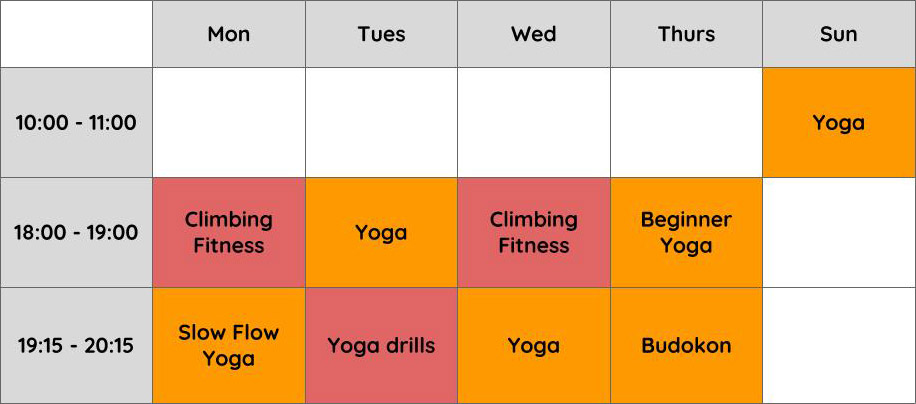 Mon Tues Wed Thurs Sun
10:00 - 11:00 Yoga
18:00 - 19:00
Climbing
Fitness
Yoga
Climbing
Fitness
Beginner
Yoga
19:15 - 20:15
Slow Flow
Yoga
Yoga drills
Yoga
Budokon